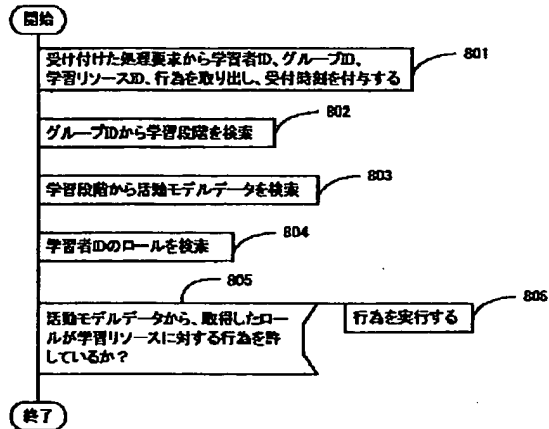 開始
受け付けた処理要求から学習者ID、グループID、
学習リソースID、行為を取り出し、受付時刻を付与する
801
802
グループIDから学習段階を検索
803
学習段階から活動モデルデータを検索
804
学習者IDのロールを検索
805
活動モデルデータから、取得したロー
ルが学習リソースに対する行為を許
しているか？
行為を実行する
806
終了